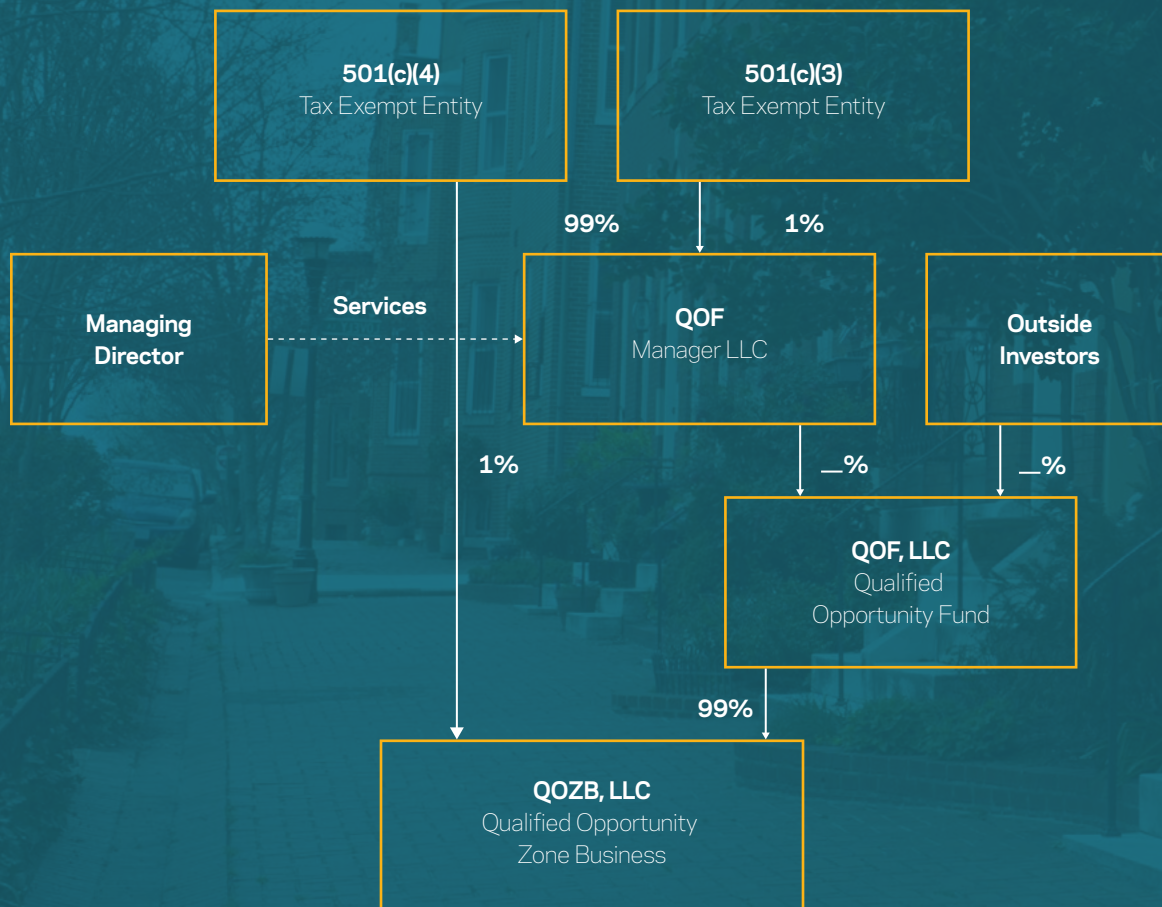 501(c)(4)
Tax Exempt Entity
501(c)(3)
Tax Exempt Entity
99%
1%
Managing
Director
Services
QOF
Manager LLC
Outside
Investors
1%
__%
__%
QOF, LLC
Qualified
Opportunity Fund
99%
QOZB, LLC
Qualified Opportunity
Zone Business